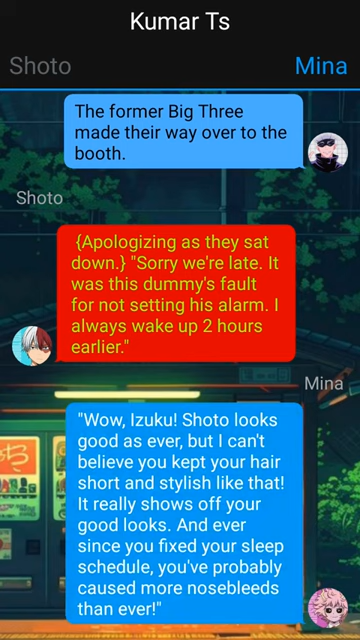 Kumar Ts
Shoto
Mina
The former Big Three
made their way over to the
booth.
Shoto
{Apologizing as they sat
down.} "Sorry we're late. It
was this dummy's fault
for not setting his alarm. I
always wake up 2 hours
earlier."
Mina
"Wow, Izuku! Shoto looks
good as ever, but I can't
believe you kept your hair
short and stylish like that!
It really shows off your
good looks. And ever
since you fixed your sleep
schedule, you've probably
caused more nosebleeds
than ever!"